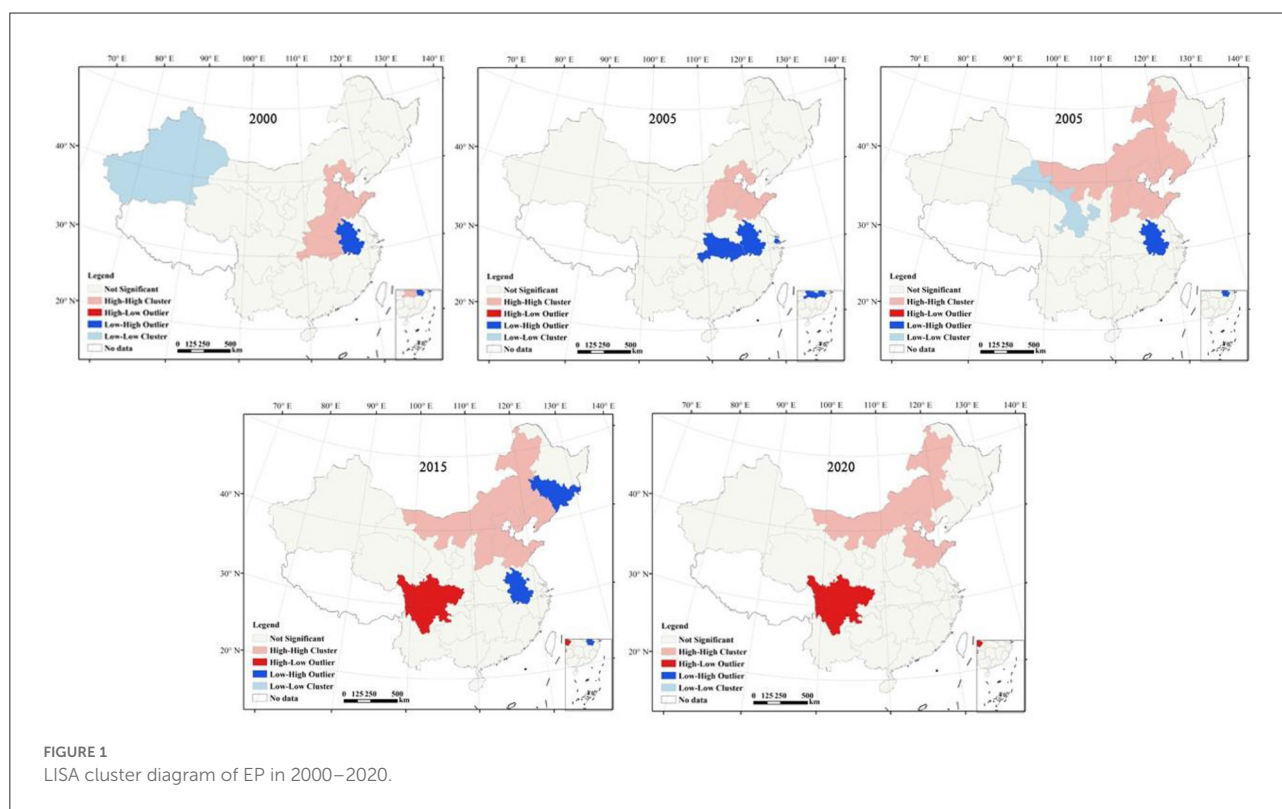 70° E 80° E 90° E 100° E 110° E 120° E 130° E 140° E
2000
40° N
30° N
20° N
Legend
Not Significant
High-High Cluster
High-Low Outlier
Low-High Outlier
Low-Low Cluster
No data
0 125 250 500
km
70° E 80° E 90° E 100° E 110° E 120° E 130° E 140° E
2005
40° N
30° N
20° N
Legend
Not Significant
High-High Cluster
High-Low Outlier
Low-High Outlier
Low-Low Cluster
No data
0 125 250 500
km
70° E 80° E 90° E 100° E 110° E 120° E 130° E 140° E
2005
40° N
30° N
20° N
Legend
Not Significant
High-High Cluster
High-Low Outlier
Low-High Outlier
Low-Low Cluster
No data
0 125 250 500
km
70° E 80° E 90° E 100° E 110° E 120° E 130° E 140° E
2015
40° N
30° N
20° N
Legend
Not Significant
High-High Cluster
High-Low Outlier
Low-High Outlier
Low-Low Cluster
No data
0 125 250 500
km
70° E 80° E 90° E 100° E 110° E 120° E 130° E 140° E
2020
40° N
30° N
20° N
Legend
Not Significant
High-High Cluster
High-Low Outlier
Low-High Outlier
Low-Low Cluster
No data
0 125 250 500
km
FIGURE 1
LISA cluster diagram of EP in 2000–2020.